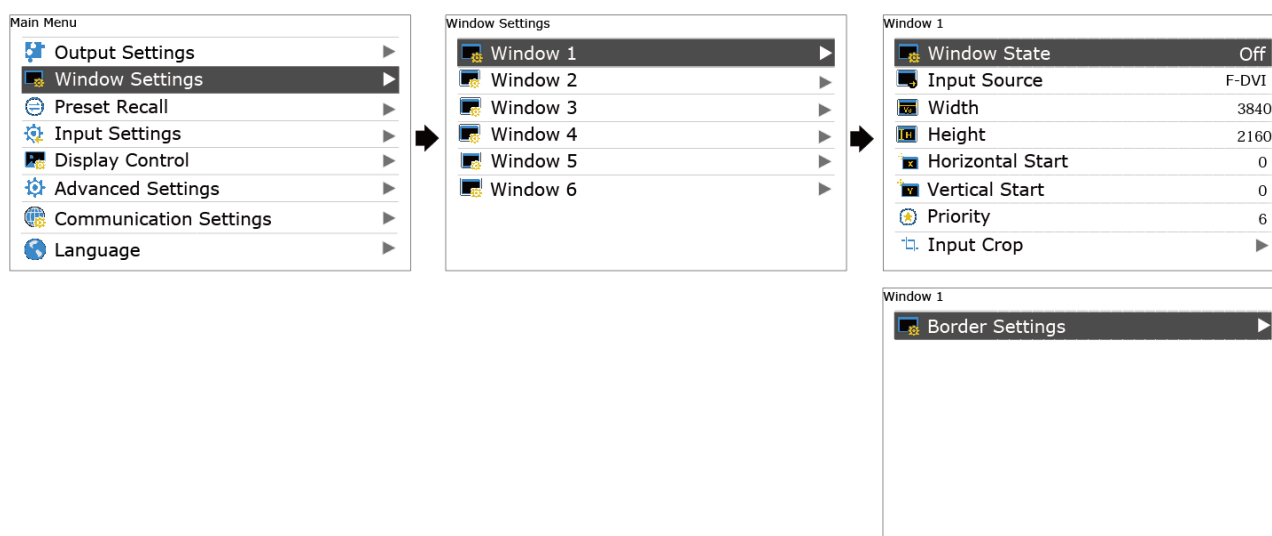 Main Menu
Output Settings
Window Settings
Preset Recall
Input Settings
Display Control
Advanced Settings
Communication Settings
Language
Window Settings
Window 1
Window 2
Window 3
Window 4
Window 5
Window 6
Window 1
Window State Off
Input Source F-DVI
Width 3840
Height 2160
Horizontal Start 0
Vertical Start 0
Priority 6
Input Crop
Window 1
Border Settings